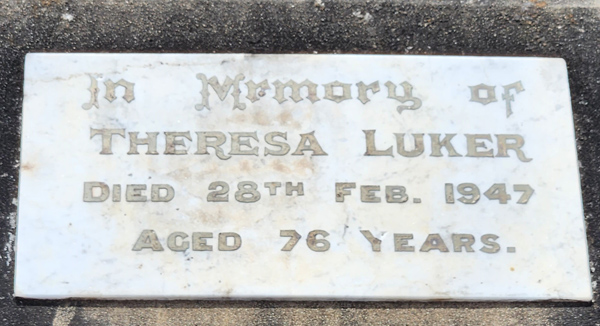 In Memory of
THERESA LUKER
DIED 28TH FEB. 1947
AGED 76 YEARS.